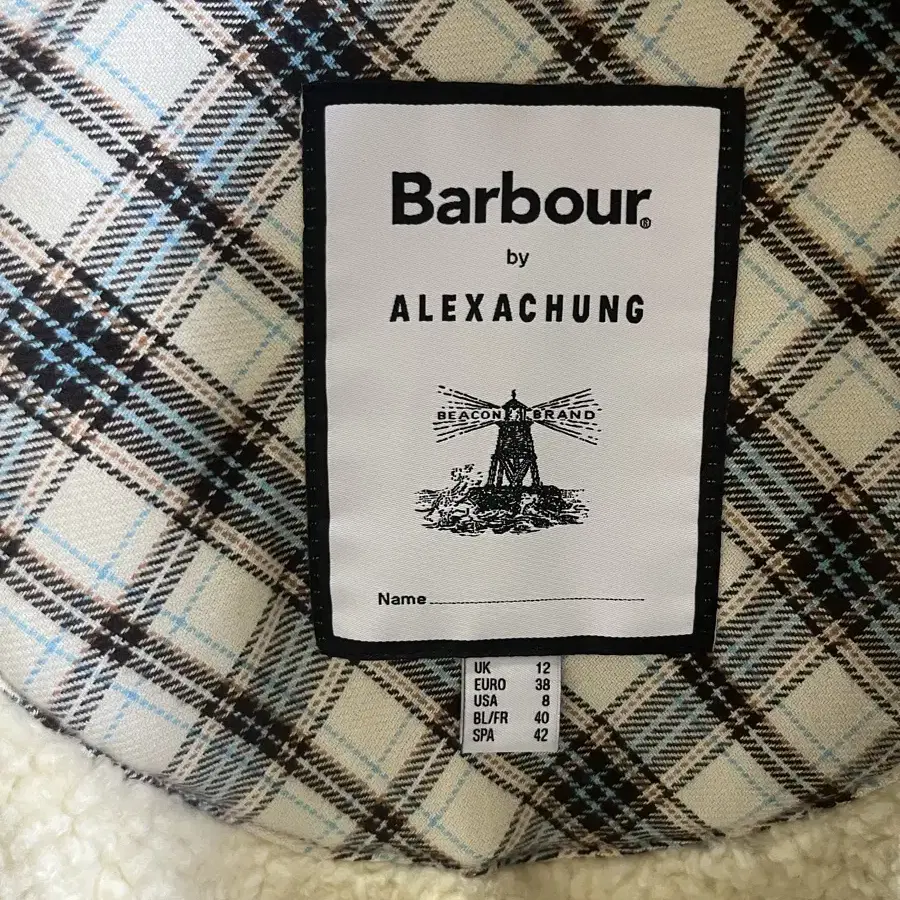 Barbour®
by
ALEXACHUNG
BEACON BRAND
Name
UK 12
EURO 38
USA 8
BL/FR 40
SPA 42